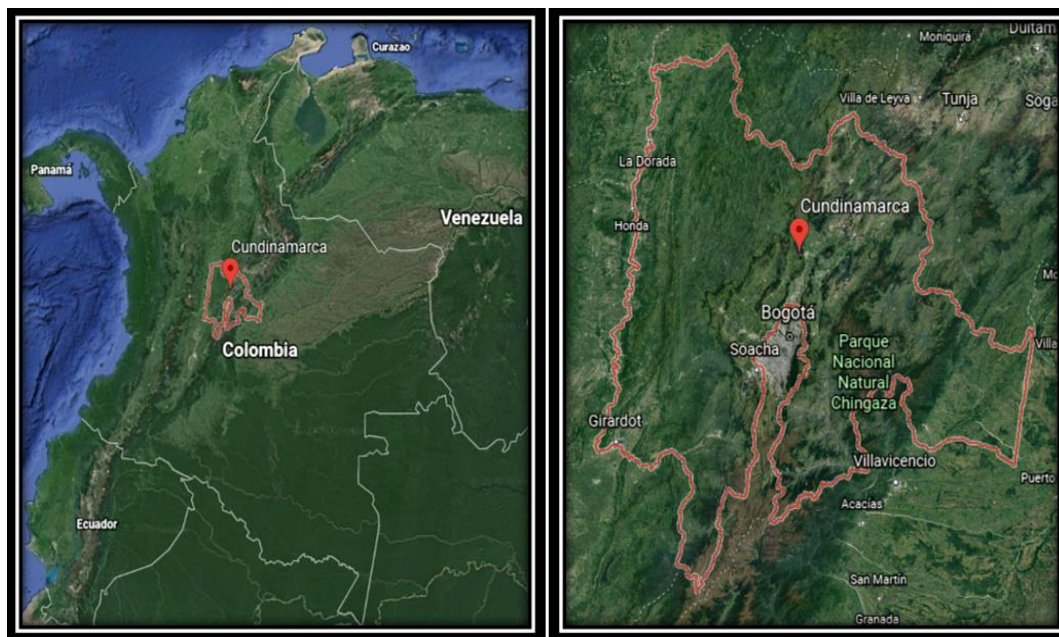 Curazao
Panamá
Venezuela
Cundinamarca
Colombia
Ecuador
Moniquirá
Villa de Leyva
Tunja
La Dorada
Cundinamarca
Honda
Bogotá
Soacha
Parque
Nacional
Natural
Chingaza
Girardot
Villavicencio
Puerto
Acacías
San Martín
Granada